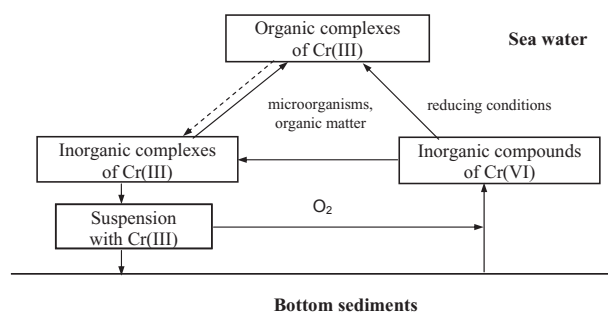 Organic complexes
of Cr(III)
Sea water
microorganisms,
organic matter
reducing conditions
Inorganic complexes
of Cr(III)
Inorganic compounds
of Cr(VI)
Suspension
with Cr(III)
O₂
Bottom sediments